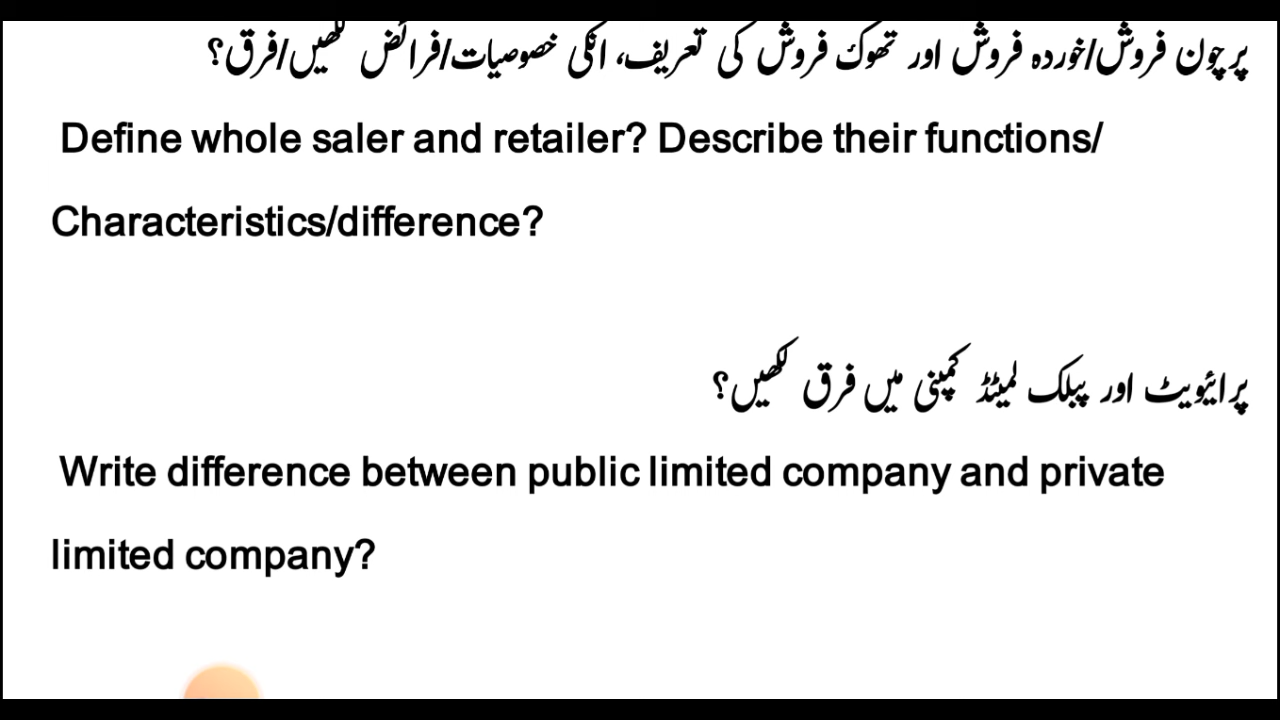 پرچون فروش/خوردہ فروش اور تھوک فروش کی تعریف، انکی خصوصیات/فرائض لکھیں/فرق؟
Define whole saler and retailer? Describe their functions/
Characteristics/difference?
پرائیویٹ اور پبلک لمیٹڈ کمپنی میں فرق لکھیں؟
Write difference between public limited company and private
limited company?